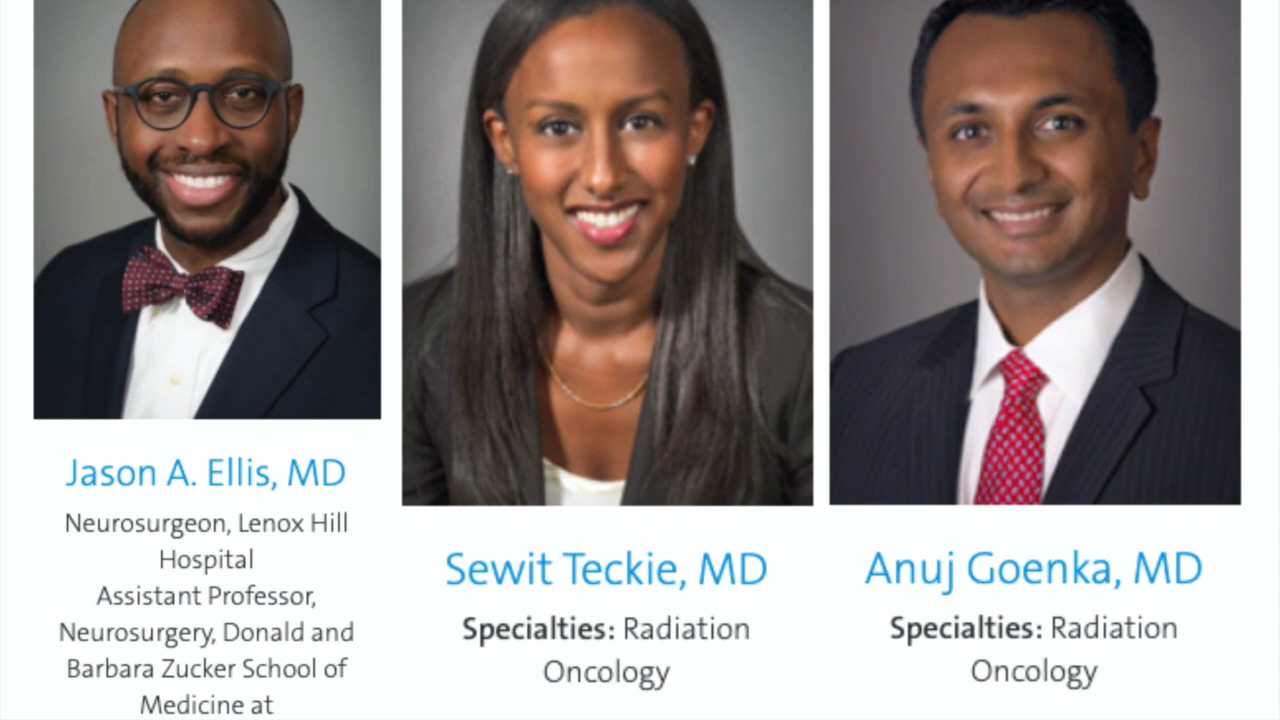 Jason A. Ellis, MD
Neurosurgeon, Lenox Hill
Hospital
Assistant Professor,
Neurosurgery, Donald and
Barbara Zucker School of
Medicine at
Sewit Teckie, MD
Specialties: Radiation
Oncology
Anuj Goenka, MD
Specialties: Radiation
Oncology